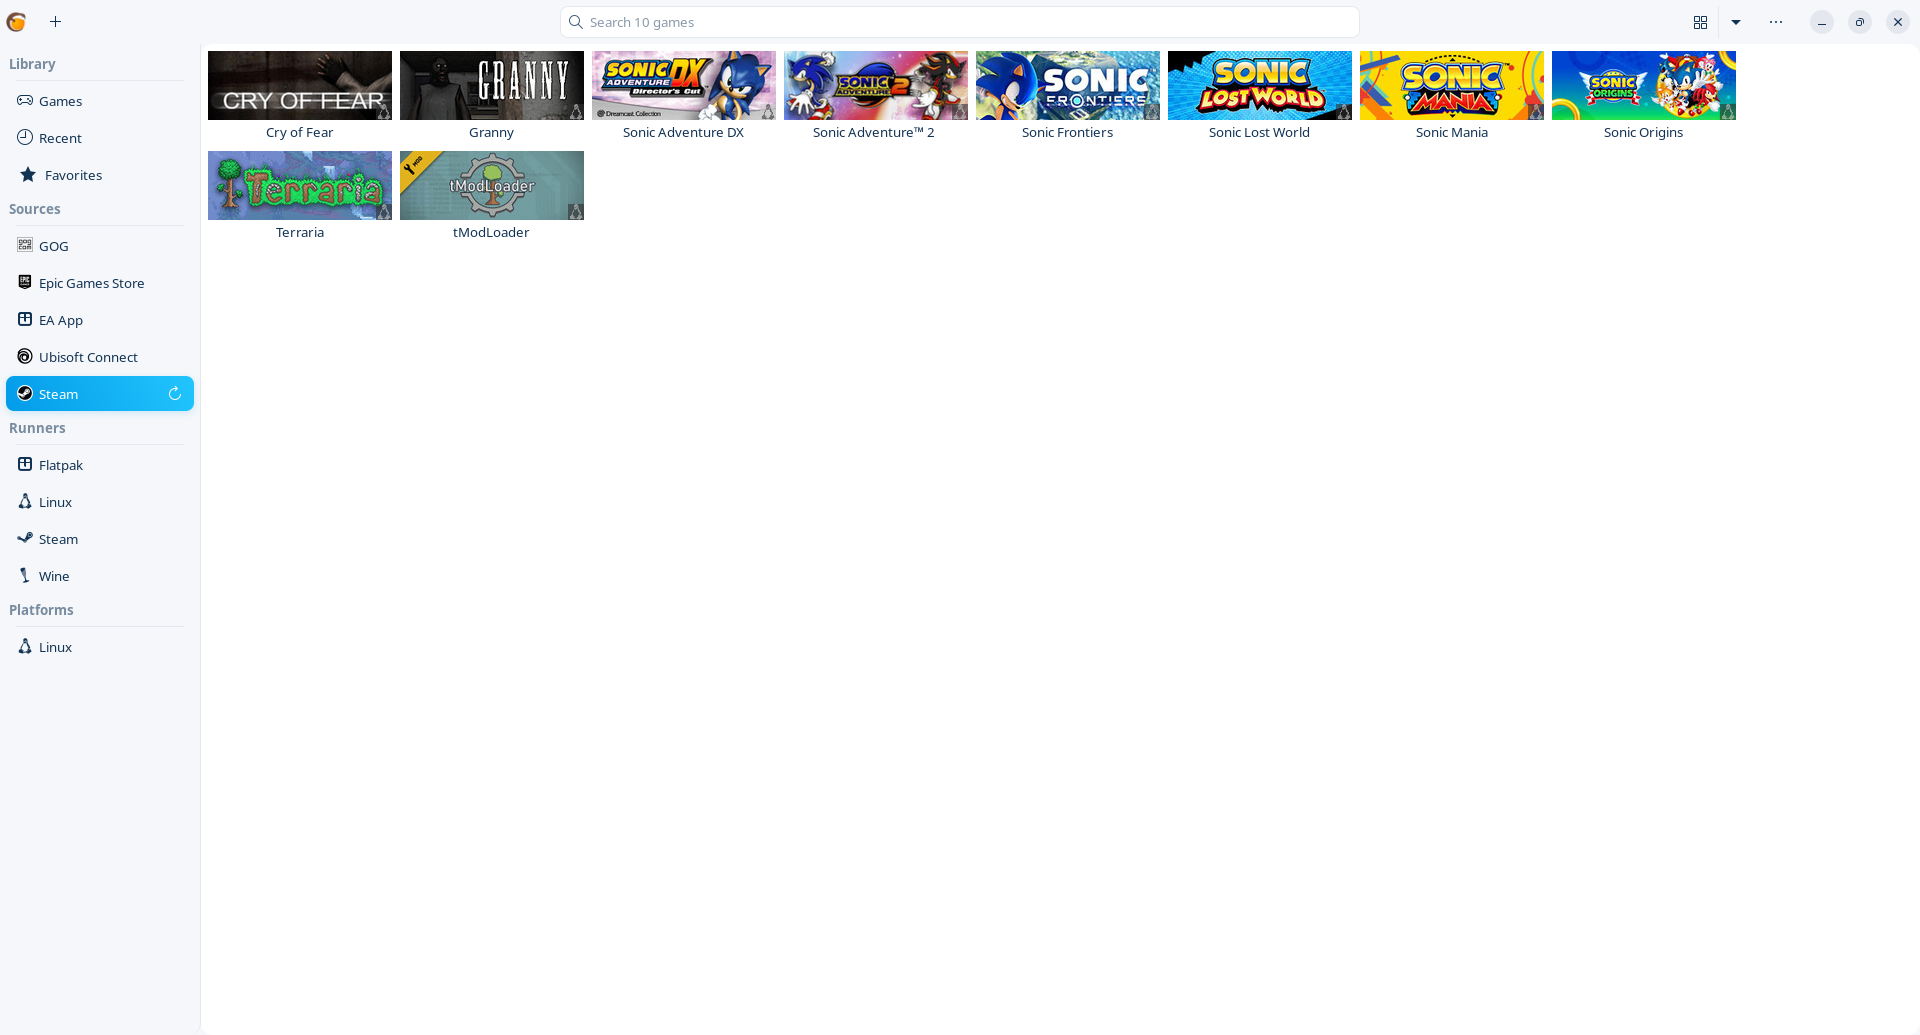 Search 10 games
Library
Games
Recent
Favorites
Sources
GOG
Epic Games Store
EA App
Ubisoft Connect
Steam
Runners
Flatpak
Linux
Steam
Wine
Platforms
Linux
CRY OF FEAR
Cry of Fear
GRANNY
Granny
SONIC
ADVENTURE DX
Director's Cut
Dreamcast Collection
Sonic Adventure DX
SONIC
ADVENTURE 2
Sonic Adventure™ 2
SONIC
FRONTIERS
Sonic Frontiers
SONIC
LOST WORLD
Sonic Lost World
SONIC
MANIA
Sonic Mania
SONIC
ORIGINS
Sonic Origins
Terraria
Terraria
MOD
tModLoader
tModLoader